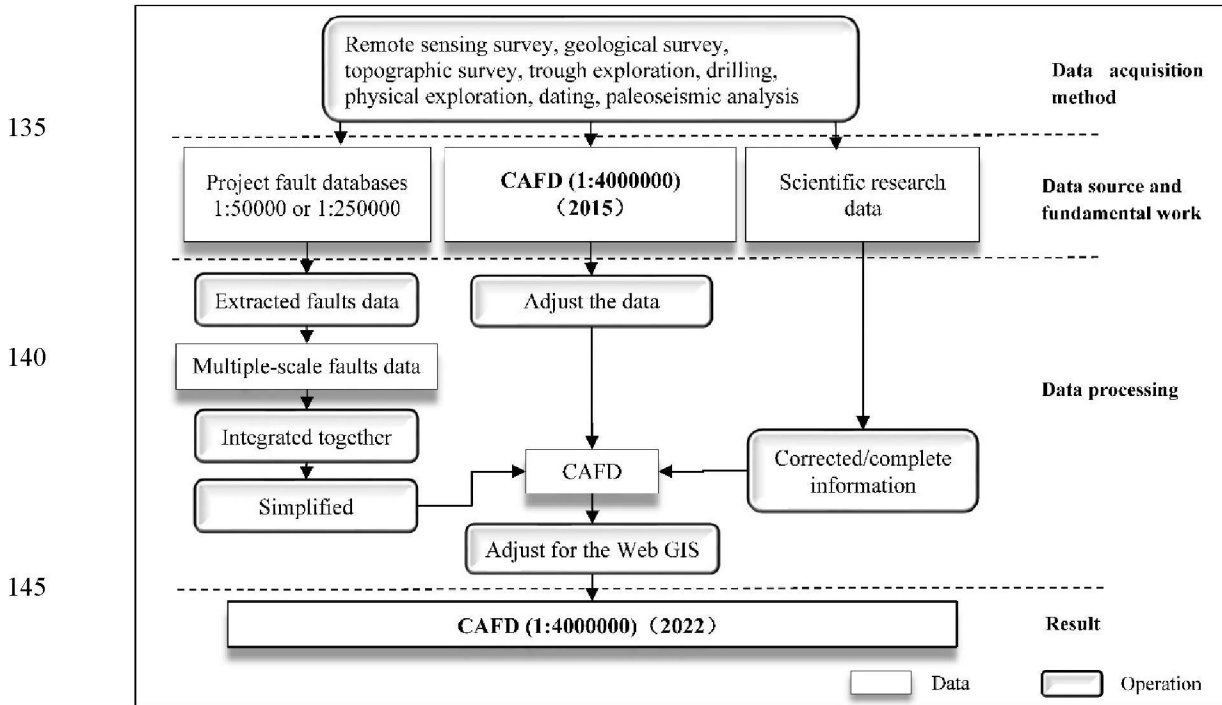 Remote sensing survey, geological survey,
topographic survey, trough exploration, drilling,
physical exploration, dating, paleoseismic analysis
Data acquisition
method
135
Project fault databases
1:50000 or 1:250000
CAFD (1:4000000)
（2015）
Scientific research
data
Data source and
fundamental work
Extracted faults data
Adjust the data
140
Multiple-scale faults data
Data processing
Integrated together
CAFD
Corrected/complete
information
Simplified
Adjust for the Web GIS
145
CAFD (1:4000000)（2022）
Result
Data
Operation